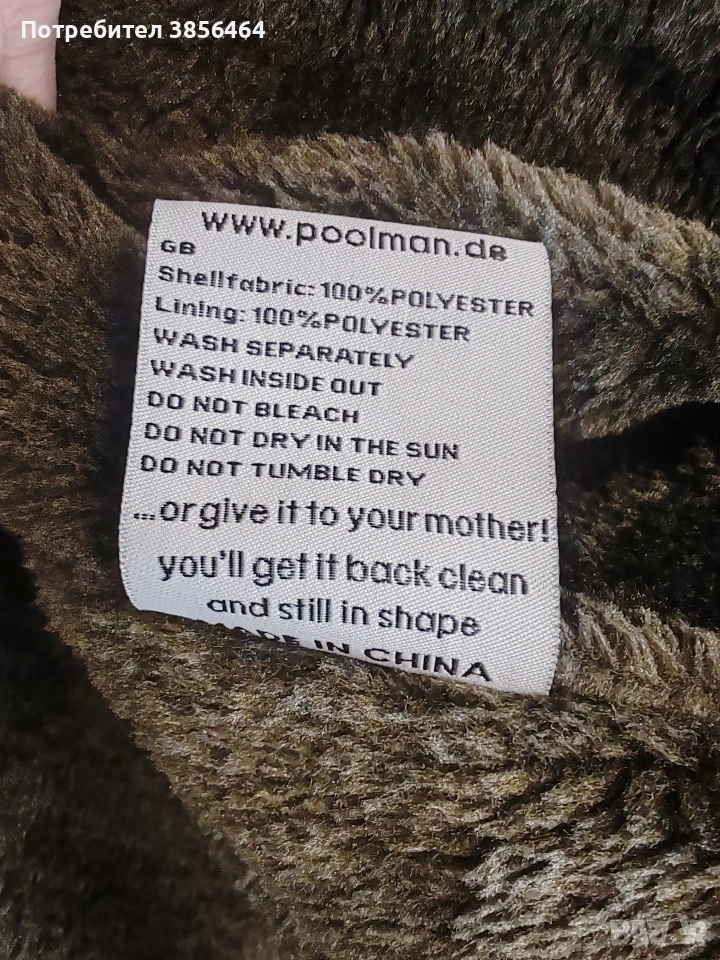 Потребител 3856464
www.poolman.de
GB
Shellfabric: 100%POLYESTER
Lining: 100%POLYESTER
WASH SEPARATELY
WASH INSIDE OUT
DO NOT BLEACH
DO NOT DRY IN THE SUN
DO NOT TUMBLE DRY
...or give it to your mother!
you'll get it back clean
and still in shape
MADE IN CHINA